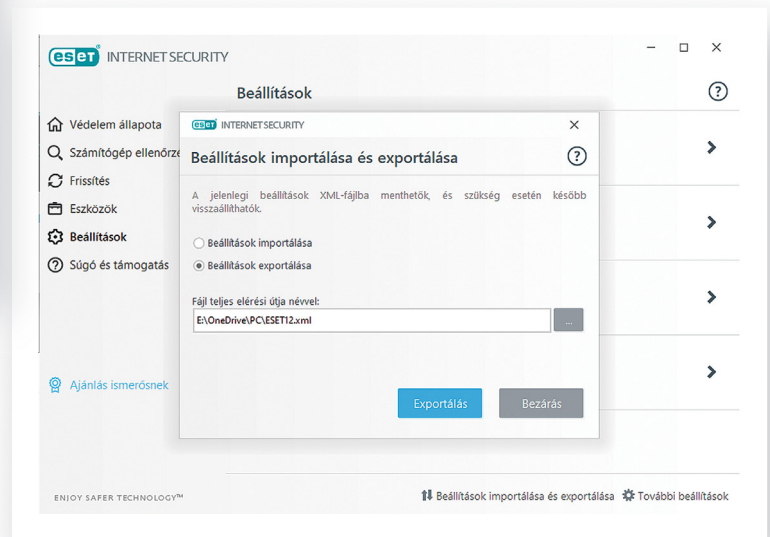 eset INTERNET SECURITY
Beállítások
Védelem állapota
Számítógép ellenőrzé
Frissítés
Eszközök
Beállítások
Súgó és támogatás
Ajánlás ismerősnek
eset INTERNET SECURITY
Beállítások importálása és exportálása
A jelenlegi beállítások XML-fájlba menthetők, és szükség esetén később
visszaállíthatók.
Beállítások importálása
Beállítások exportálása
Fájl teljes elérési útja névvel:
E:\OneDrive\PC\ESET12.xml
...
Exportálás Bezárás
ENJOY SAFER TECHNOLOGY™
Beállítások importálása és exportálása További beállítások